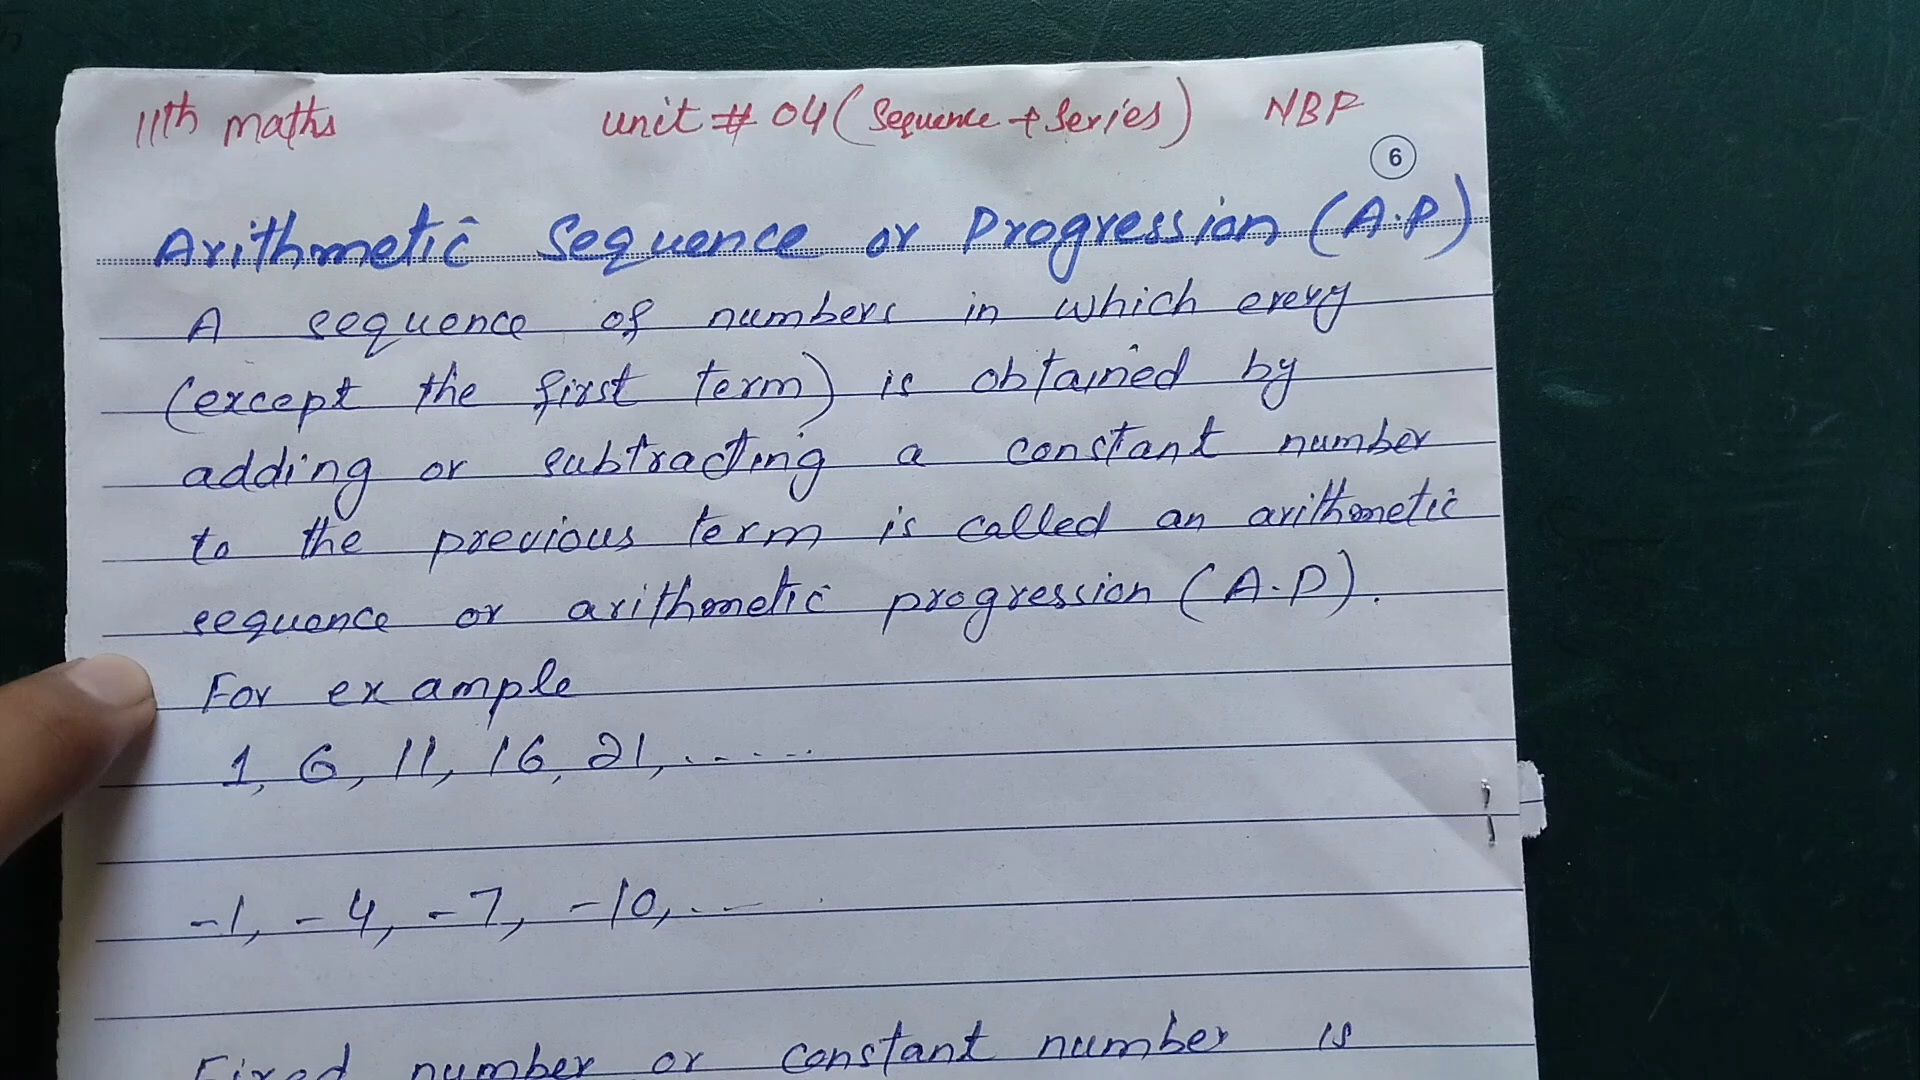 11th maths unit # 04 (Sequence + Series) NBF
6
Arithmetic Sequence or Progression (A.P)
A sequence of numbers in which every
(except the first term) is obtained by
adding or subtracting a constant number
to the previous term is called an arithmetic
sequence or arithmetic progression (A.P).
For example
1, 6, 11, 16, 21, ......
-1, -4, -7, -10, ....
Fixed number or constant number is